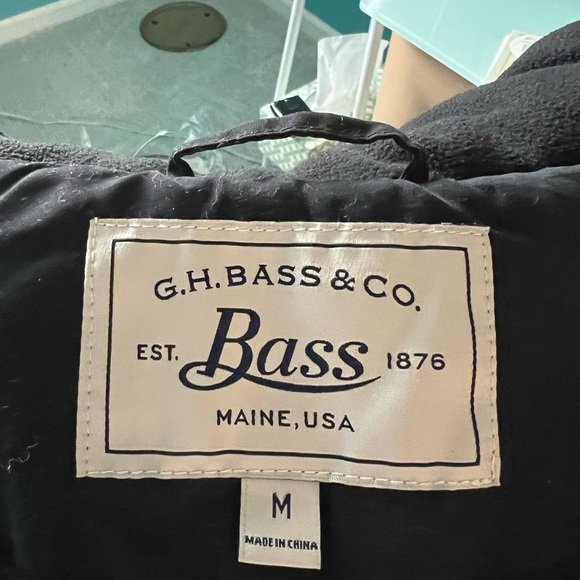 G.H. BASS & CO.
EST. Bass 1876
MAINE, USA
M
MADE IN CHINA